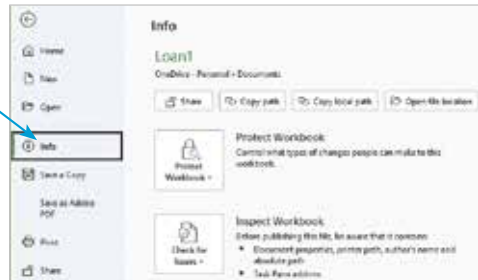 Info
Home
Loan1
OneDrive - Personal » Documents
New
Open
Share
Copy path
Copy local path
Open file location
Info
Protect Workbook
Control what types of changes people can make to this
workbook.
Protect
Workbook
Save a Copy
Save as Adobe
PDF
Inspect Workbook
Before publishing this file, be aware that it contains:
Check for
Issues
Document properties, printer path, author's name and
absolute path
Print
Share
Task Pane add-ins